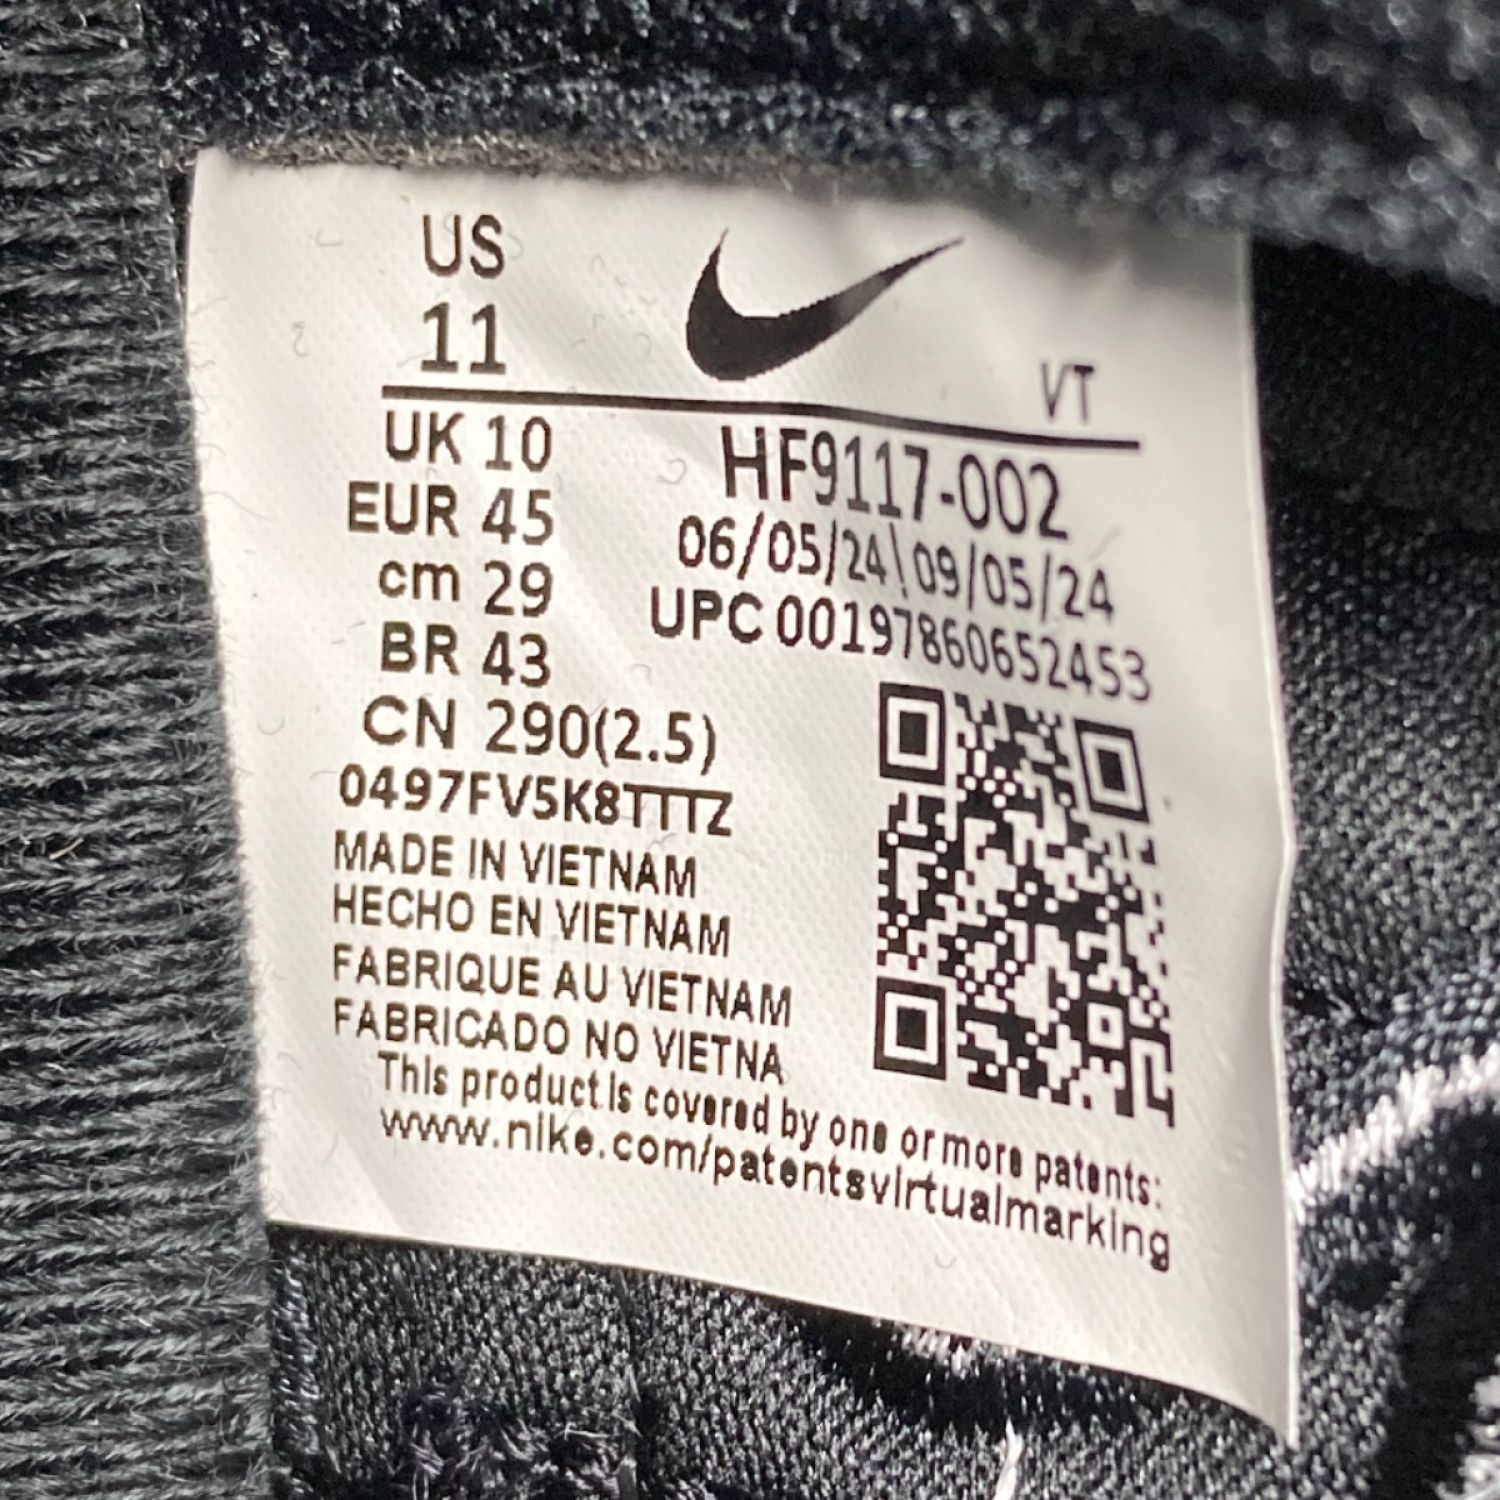 US
11
VT
UK 10
EUR 45
cm 29
BR 43
CN 290(2.5)
HF9117-002
06/05/24\09/05/24
UPC 00197860652453
0497FV5K8TTTZ
MADE IN VIETNAM
HECHO EN VIETNAM
FABRIQUE AU VIETNAM
FABRICADO NO VIETNA
This product is covered by one or more patents:
www.nike.com/patentsvirtualmarking